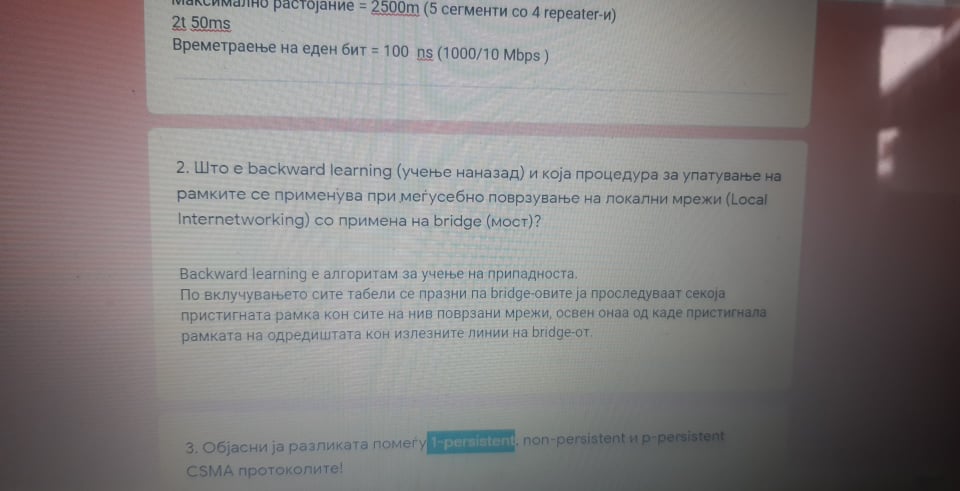 Максимално растојание = 2500m (5 сегменти со 4 repeater-и)
2t 50ms
Времетраење на еден бит = 100 ns (1000/10 Mbps )
2. Што е backward learning (учење наназад) и која процедура за упатување на
рамките се применува при меѓусебно поврзување на локални мрежи (Local
Internetworking) со примена на bridge (мост)?
Backward learning е алгоритам за учење на припадноста.
По вклучувањето сите табели се празни па bridge-овите ја проследуваат секоја
пристигната рамка кон сите на нив поврзани мрежи, освен онаа од каде пристигнала
рамката на одредиштата кон излезните линии на bridge-от.
3. Објасни ја разликата помеѓу 1-persistent, non-persistent и p-persistent
CSMA протоколите!